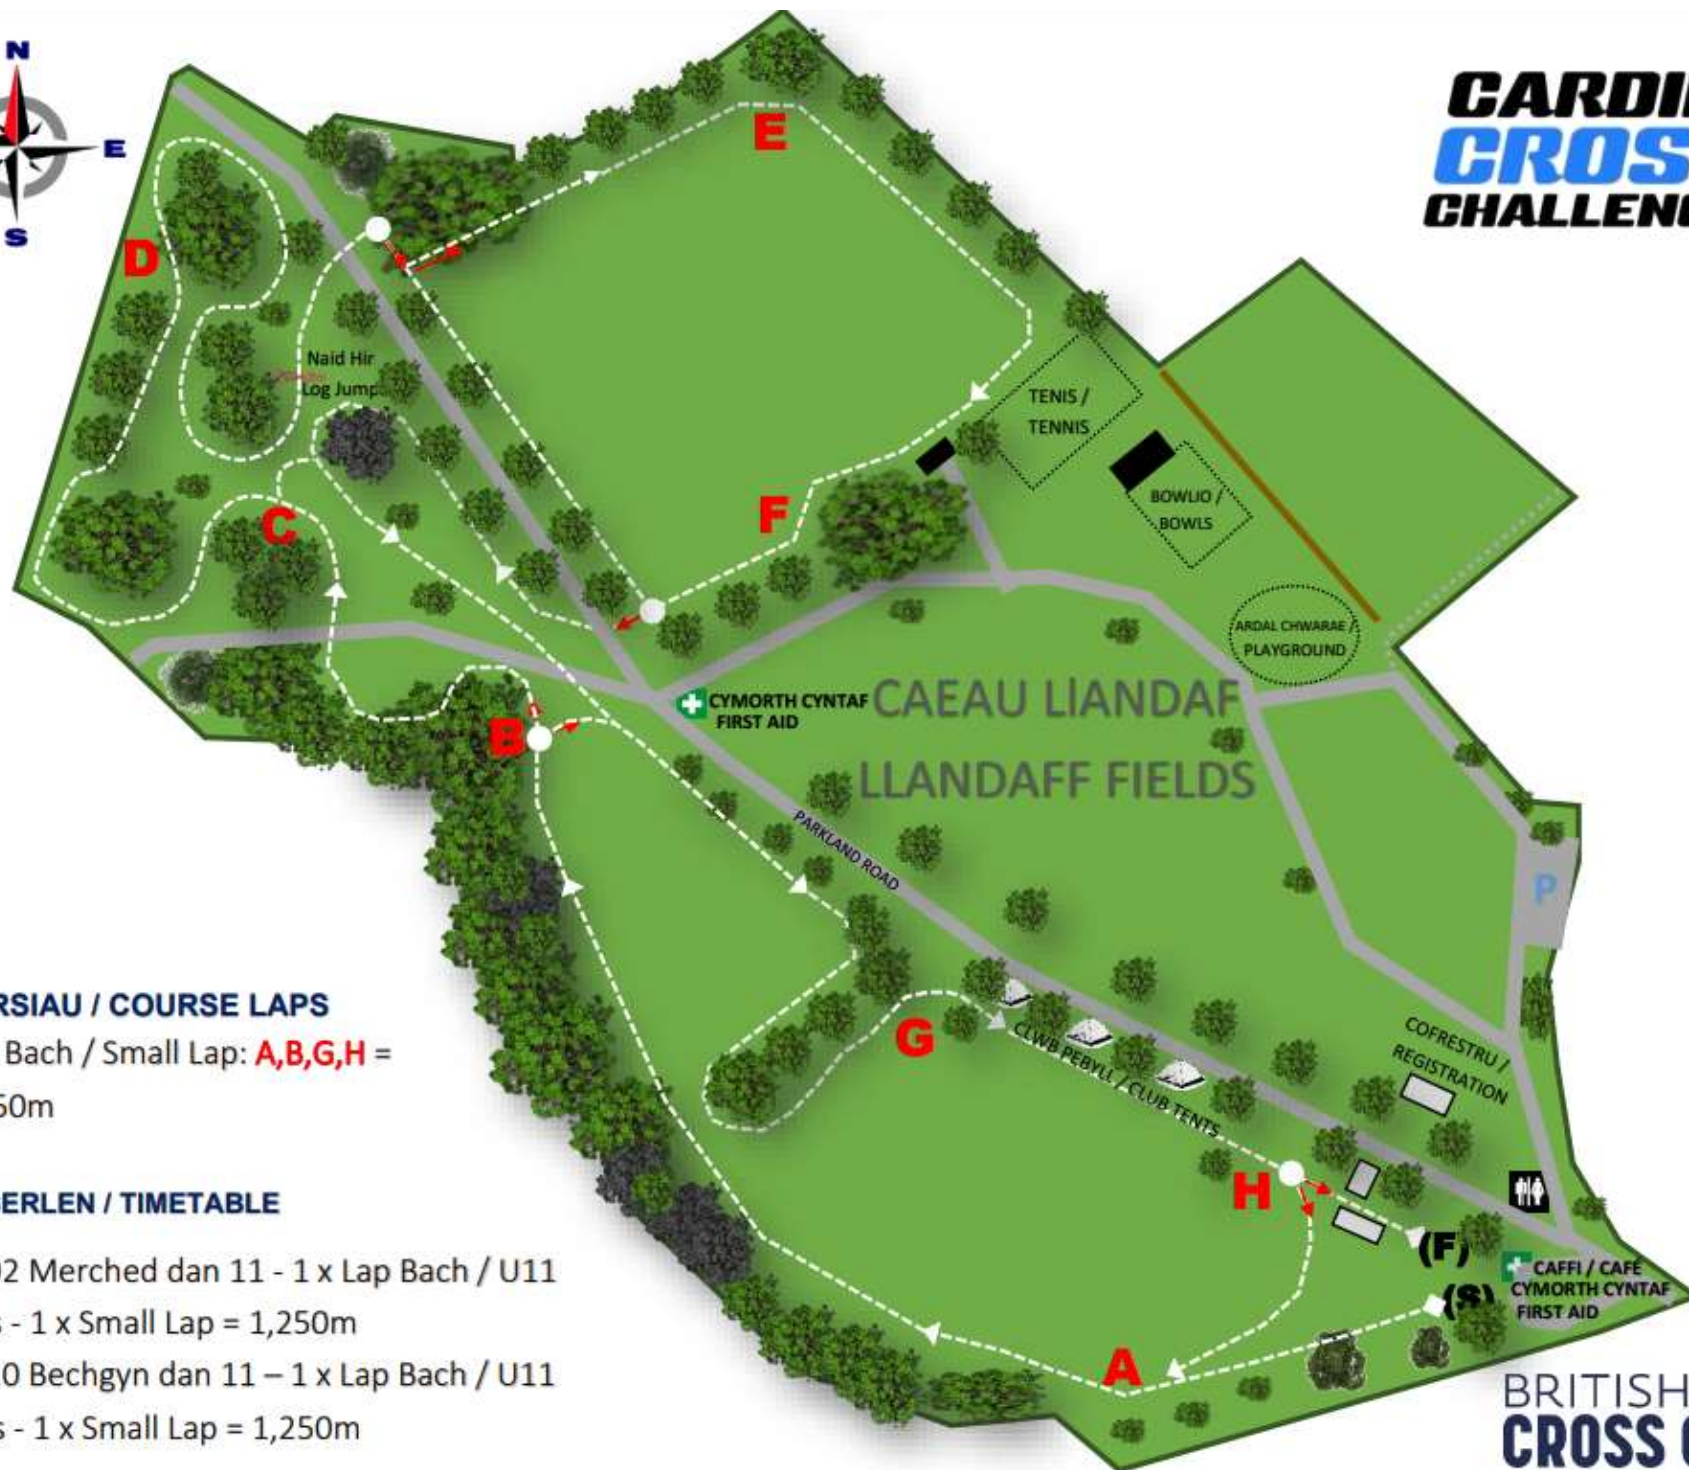 N
E
S
CARDI
CROS
CHALLEN
E
D
Naid Hir
Log Jump
TENIS /
TENNIS
BOWLIO /
BOWLS
F
C
ARDAL CHWARAE /
PLAYGROUND
CYMORTH CYNTAF
FIRST AID
CAEAU LlANDAF
LLANDAFF FIELDS
B
PARKLAND ROAD
P
RSIAU / COURSE LAPS
Bach / Small Lap: A,B,G,H =
50m
G
CLWB PEBYLL / CLUB TENTS
COFRESTRU /
REGISTRATION
H
(F)
(S)
CAFFI / CAFE
CYMORTH CYNTAF
FIRST AID
A
ERLEN / TIMETABLE
02 Merched dan 11 - 1 x Lap Bach / U11
s - 1 x Small Lap = 1,250m
0 Bechgyn dan 11 – 1 x Lap Bach / U11
s - 1 x Small Lap = 1,250m
BRITISH
CROSS